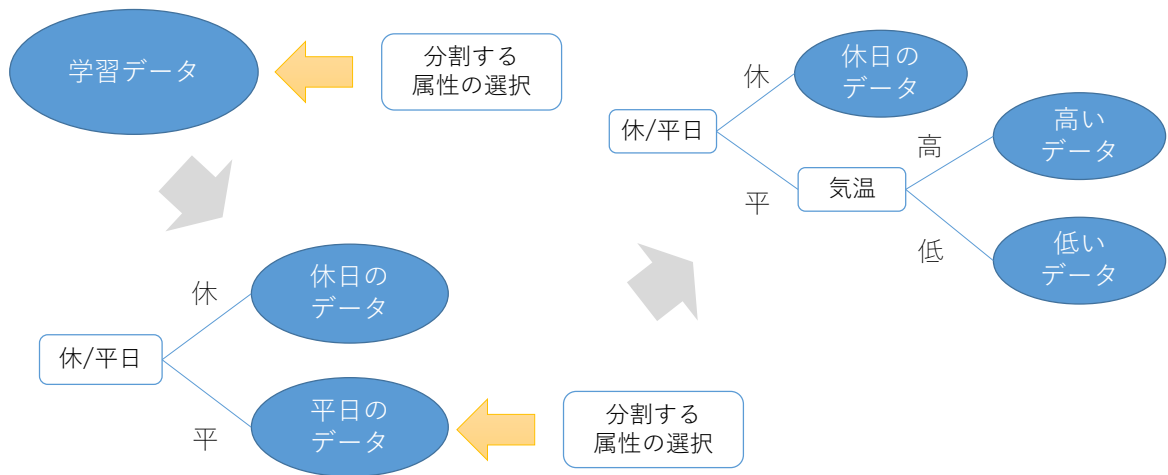 学習データ
分割する
属性の選択
休/平日
休
休日の
データ
平
平日の
データ
分割する
属性の選択
休/平日
休
休日の
データ
平
気温
高
高い
データ
低
低い
データ